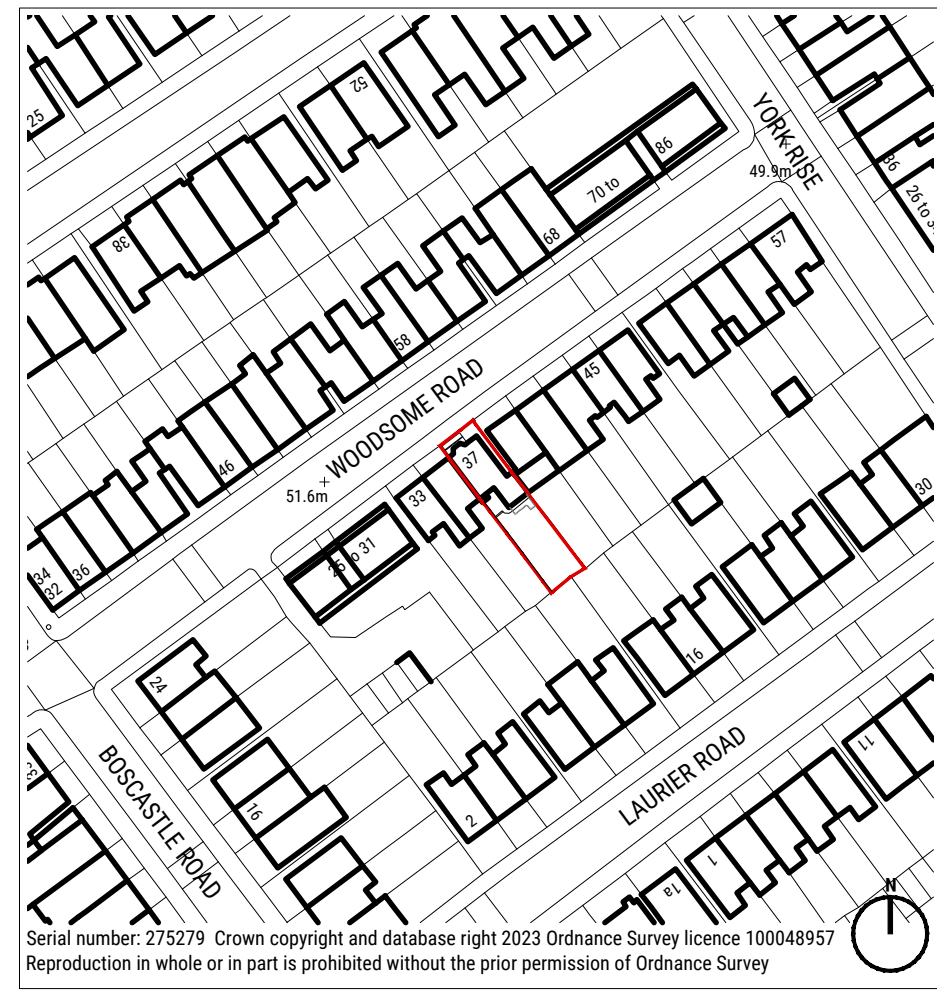 25
52
YORK RISE
49.9m
86
36
38
70 to
68
57
58
WOODSOME ROAD
45
46
51.6m
37
33
25 to 31
34
32
36
30
24
16
16
BOSCASTLE ROAD
LAURIER ROAD
2
11
1
1a
N
Serial number: 275279 Crown copyright and database right 2023 Ordnance Survey licence 100048957
Reproduction in whole or in part is prohibited without the prior permission of Ordnance Survey